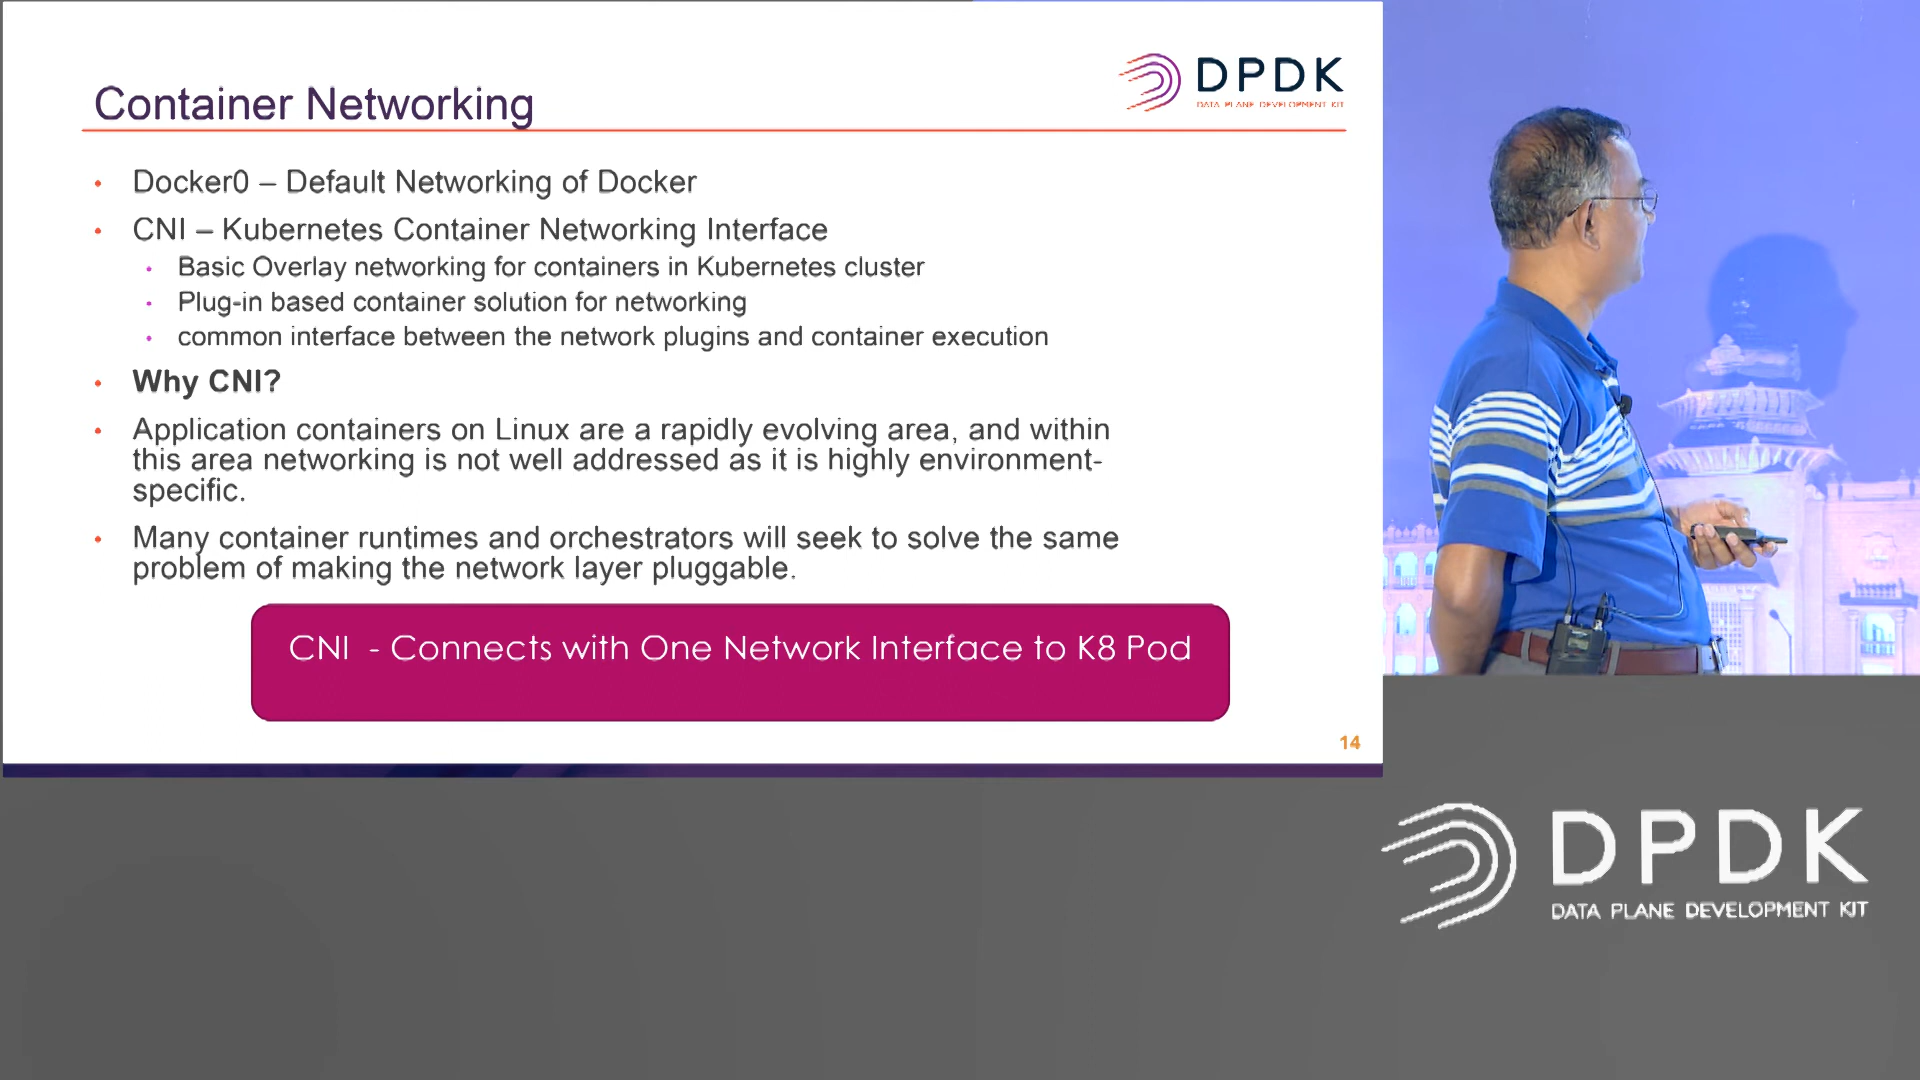 DPDK
DATA PLANE DEVELOPMENT KIT
Container Networking
• Docker0 – Default Networking of Docker
• CNI – Kubernetes Container Networking Interface
• Basic Overlay networking for containers in Kubernetes cluster
• Plug-in based container solution for networking
• common interface between the network plugins and container execution
• Why CNI?
• Application containers on Linux are a rapidly evolving area, and within
this area networking is not well addressed as it is highly environment-
specific.
• Many container runtimes and orchestrators will seek to solve the same
problem of making the network layer pluggable.
CNI - Connects with One Network Interface to K8 Pod
14
DPDK
DATA PLANE DEVELOPMENT KIT